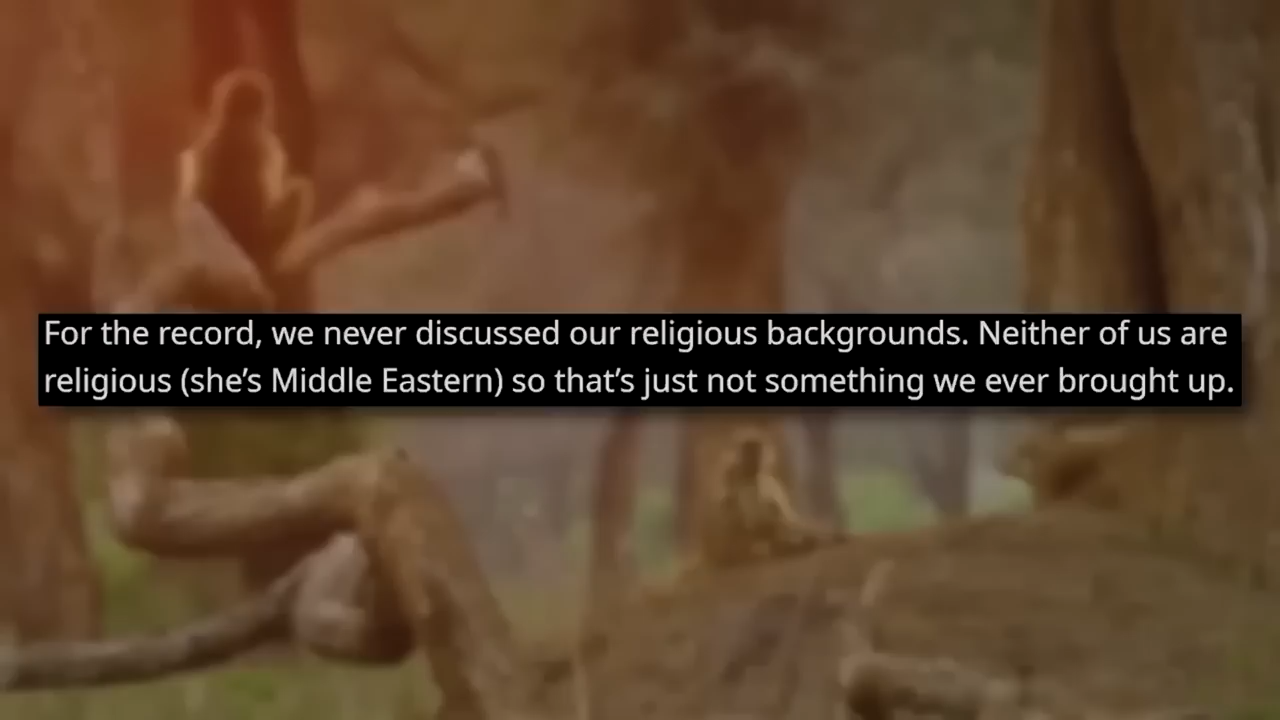 For the record, we never discussed our religious backgrounds. Neither of us are
religious (she’s Middle Eastern) so that’s just not something we ever brought up.